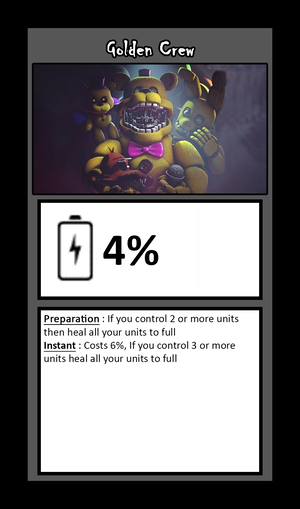 Golden Crew
4%
Preparation : If you control 2 or more units
then heal all your units to full
Instant : Costs 6%, If you control 3 or more
units heal all your units to full